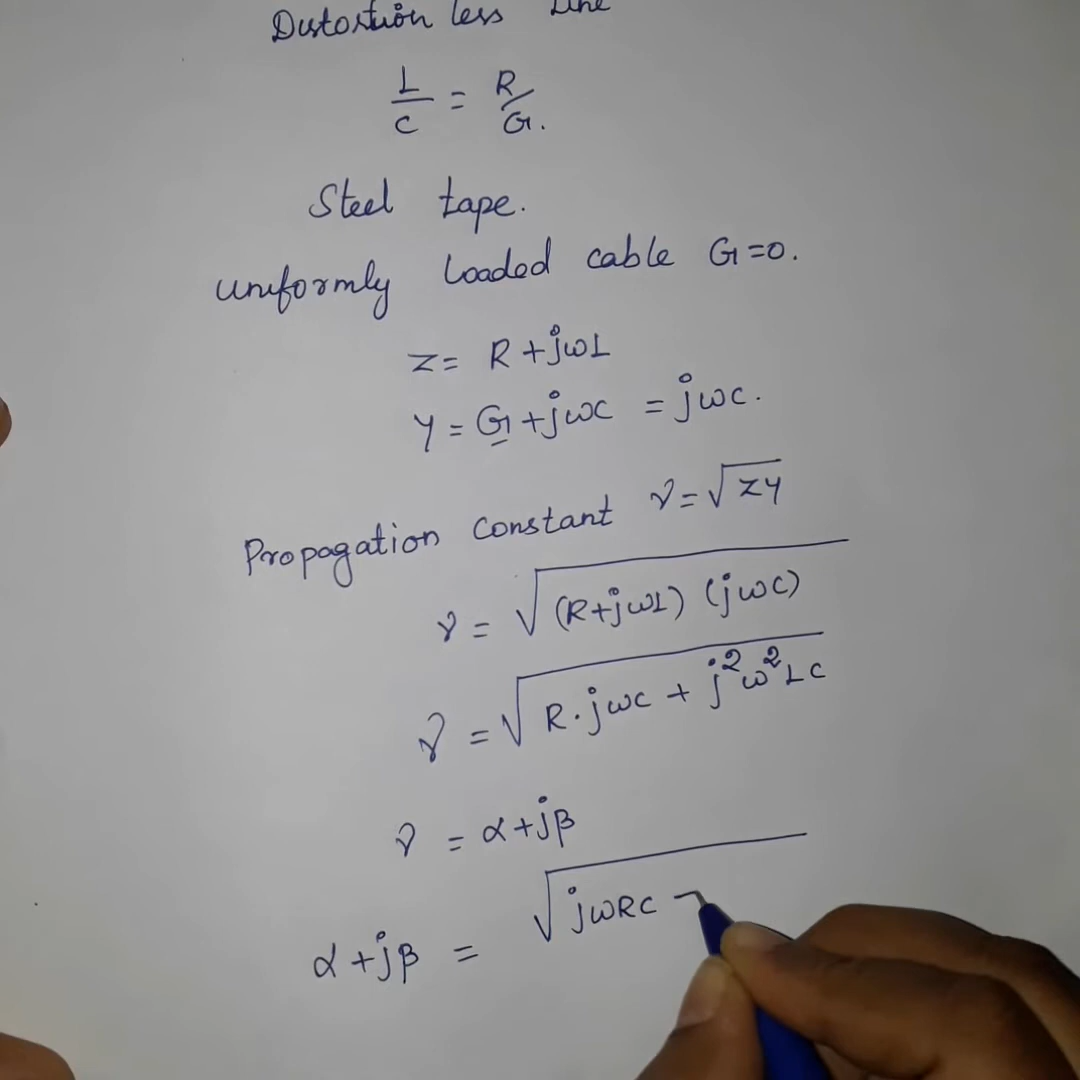 Distortion less Line
L/C = R/G.
Steel tape.
uniformly Loaded cable G=0.
Z= R+jωL
Y= G+jωc = jωc.
Propagation constant γ=√ZY
γ = √(R+jωL) (jωC)
γ = √R.jωc + j²ω²LC
γ = α+jβ
α+jβ = √jωRC −